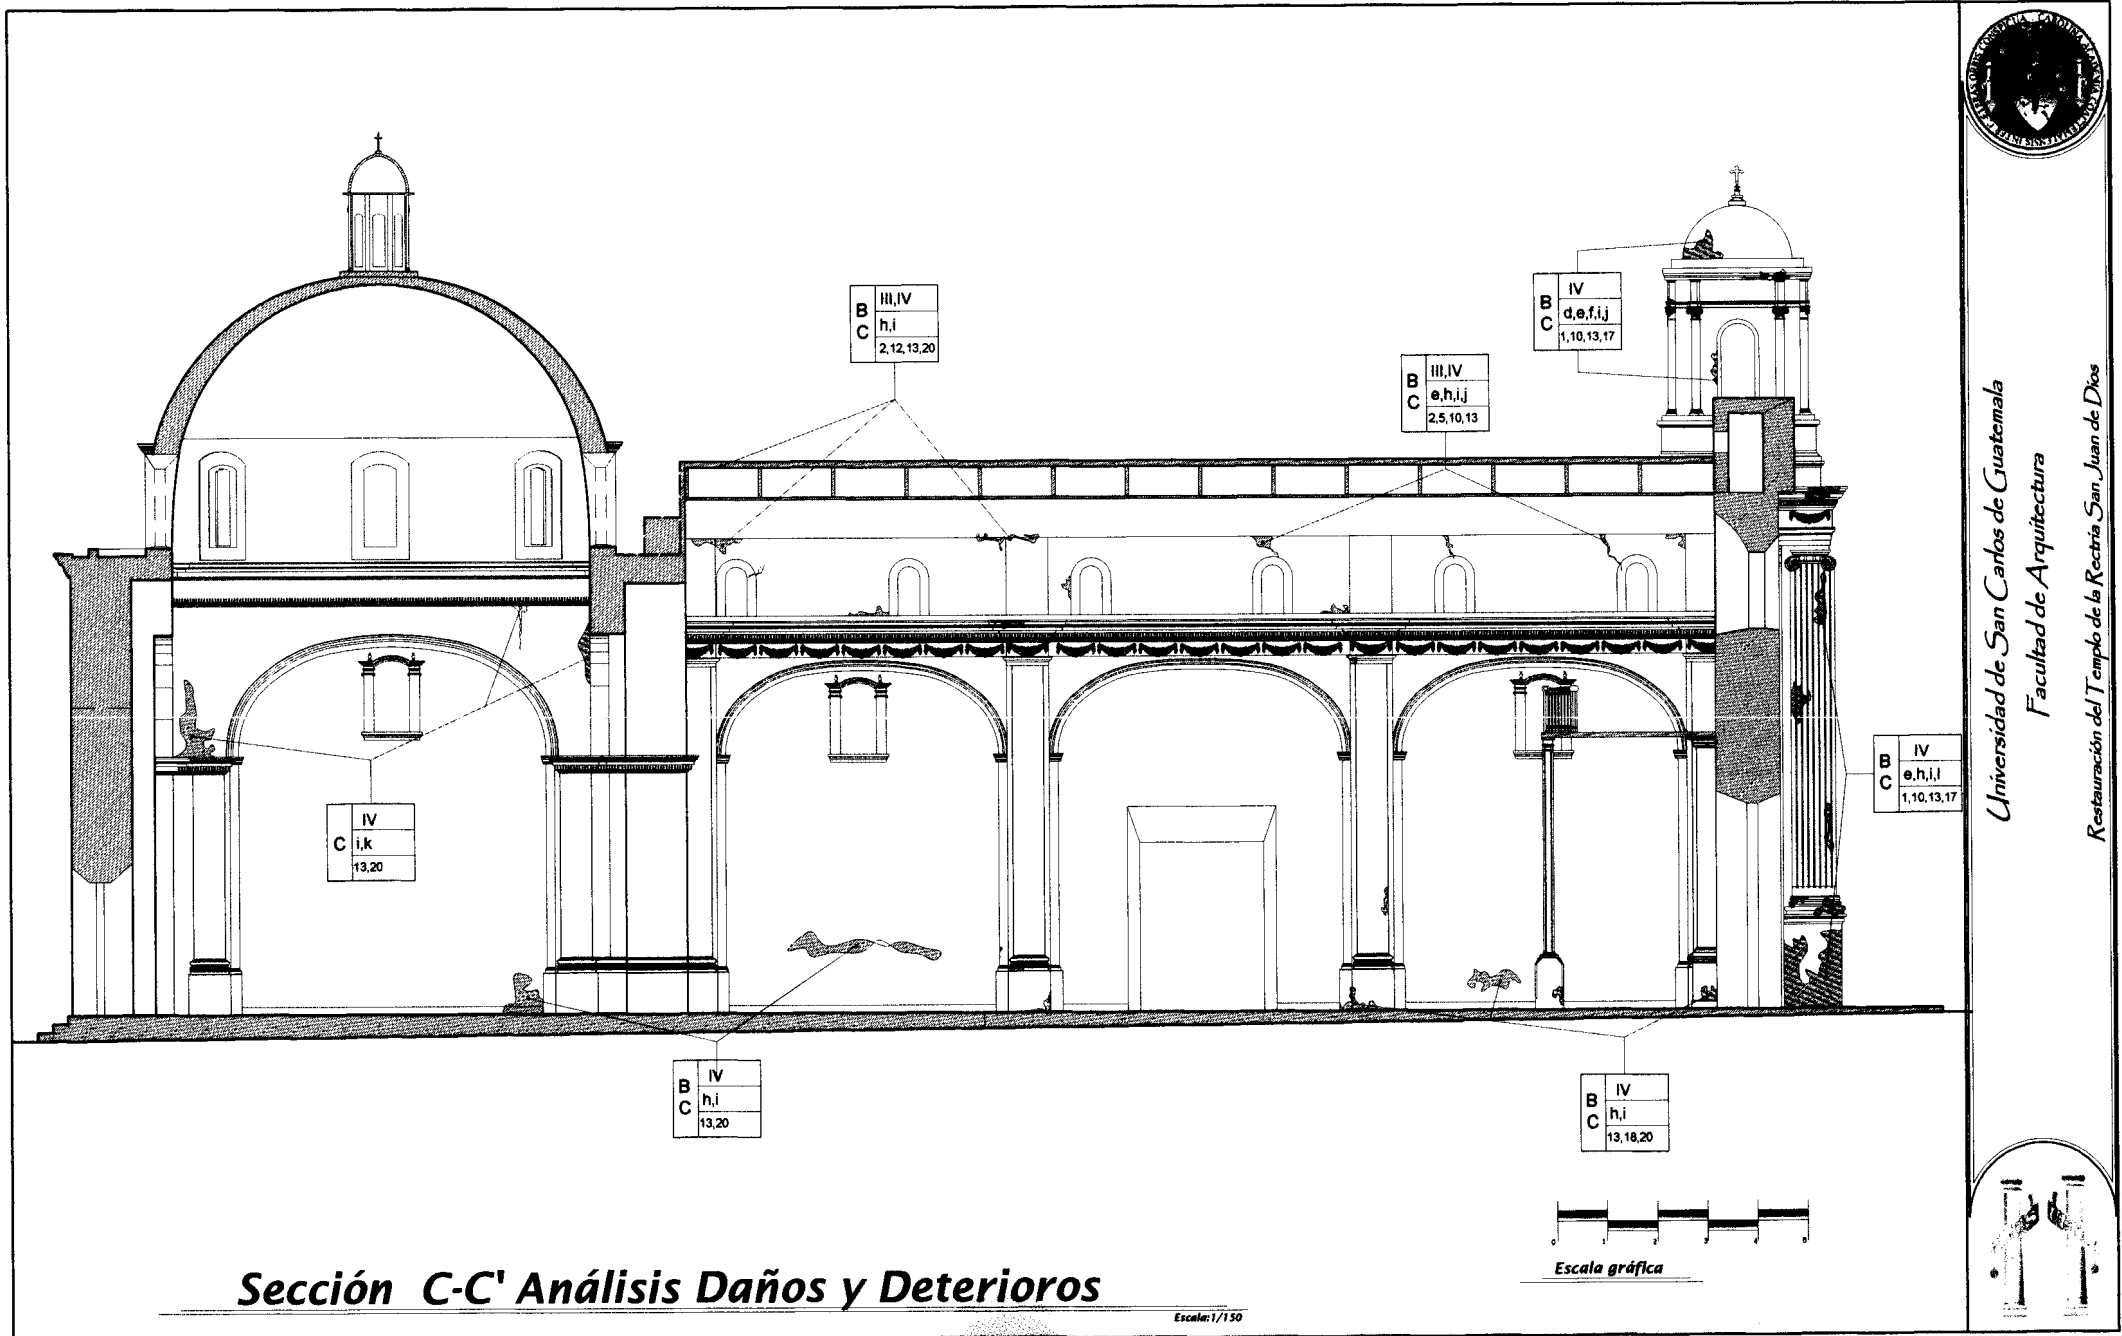 B
C
III,IV
h,i
2,12,13,20
B
C
IV
d,e,f,i,j
1,10,13,17
B
C
III,IV
e,h,i,j
2,5,10,13
B
C
IV
e,h,i,l
1,10,13,17
C
IV
i,k
13,20
B
C
IV
h,i
13,20
B
C
IV
h,i
13,18,20
0 1 2 3 4 5
Escala gráfica
Sección C-C' Análisis Daños y Deterioros
Escala:1/150
Universidad de San Carlos de Guatemala
Facultad de Arquitectura
Restauración del Templo de la Rectría San Juan de Dios